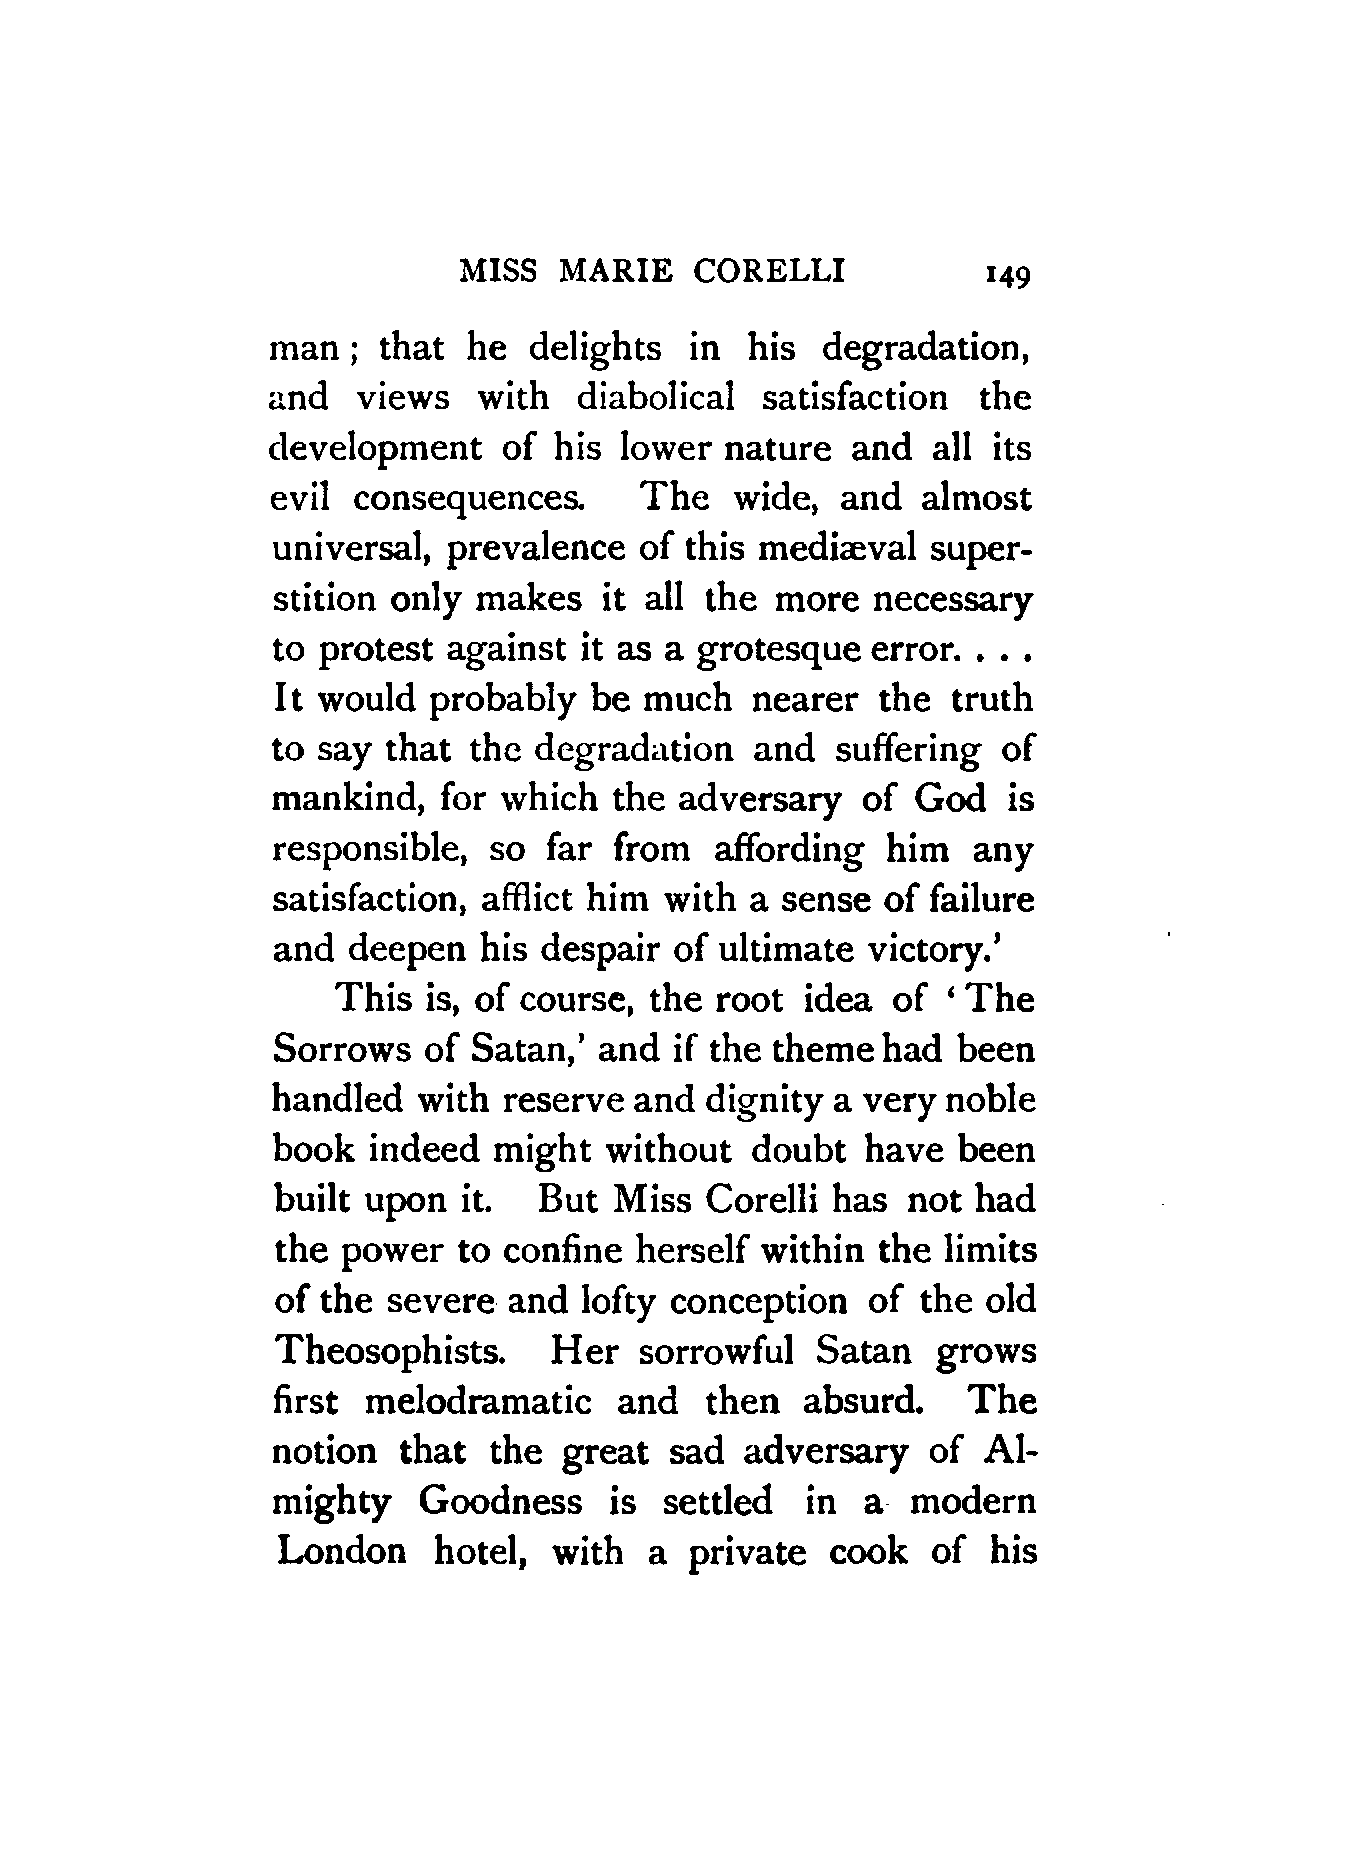 MISS MARIE CORELLI 149
man ; that he delights in his degradation,
and views with diabolical satisfaction the
development of his lower nature and all its
evil consequences. The wide, and almost
universal, prevalence of this mediæval super-
stition only makes it all the more necessary
to protest against it as a grotesque error. . . .
It would probably be much nearer the truth
to say that the degradation and suffering of
mankind, for which the adversary of God is
responsible, so far from affording him any
satisfaction, afflict him with a sense of failure
and deepen his despair of ultimate victory.’
This is, of course, the root idea of ‘ The
Sorrows of Satan,’ and if the theme had been
handled with reserve and dignity a very noble
book indeed might without doubt have been
built upon it. But Miss Corelli has not had
the power to confine herself within the limits
of the severe and lofty conception of the old
Theosophists. Her sorrowful Satan grows
first melodramatic and then absurd. The
notion that the great sad adversary of Al-
mighty Goodness is settled in a modern
London hotel, with a private cook of his